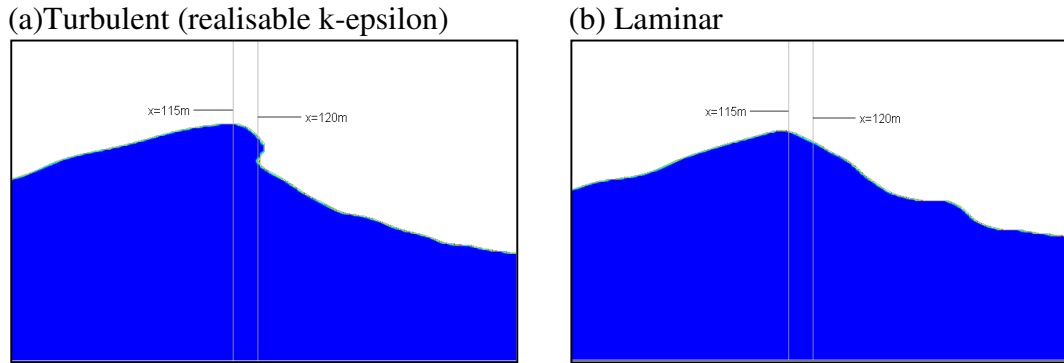 (a)Turbulent (realisable k-epsilon)
(b) Laminar
x=115m
x=120m
x=115m
x=120m